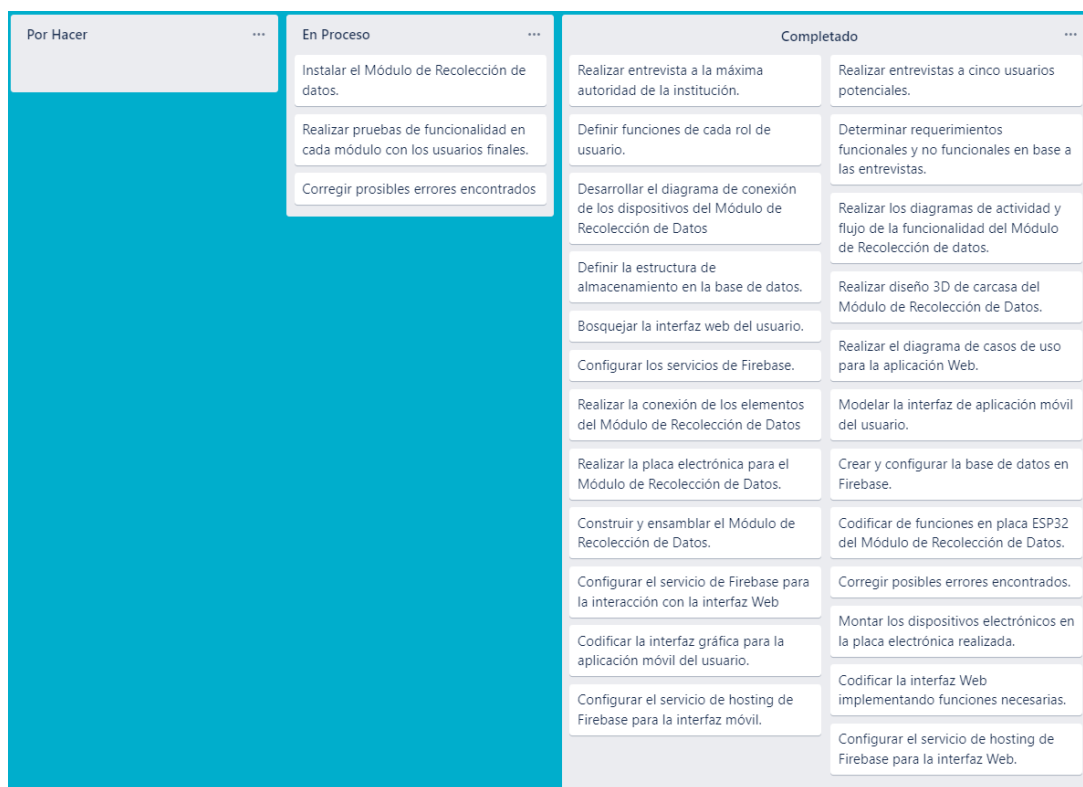 Por Hacer
En Proceso
Instalar el Módulo de Recolección de
datos.
Realizar pruebas de funcionalidad en
cada módulo con los usuarios finales.
Corregir prosibles errores encontrados
Completado
Realizar entrevista a la máxima
autoridad de la institución.
Definir funciones de cada rol de
usuario.
Desarrollar el diagrama de conexión
de los dispositivos del Módulo de
Recolección de Datos
Definir la estructura de
almacenamiento en la base de datos.
Bosquejar la interfaz web del usuario.
Configurar los servicios de Firebase.
Realizar la conexión de los elementos
del Módulo de Recolección de Datos
Realizar la placa electrónica para el
Módulo de Recolección de Datos.
Construir y ensamblar el Módulo de
Recolección de Datos.
Configurar el servicio de Firebase para
la interacción con la interfaz Web
Codificar la interfaz gráfica para la
aplicación móvil del usuario.
Configurar el servicio de hosting de
Firebase para la interfaz móvil.
Realizar entrevistas a cinco usuarios
potenciales.
Determinar requerimientos
funcionales y no funcionales en base a
las entrevistas.
Realizar los diagramas de actividad y
flujo de la funcionalidad del Módulo
de Recolección de datos.
Realizar diseño 3D de carcasa del
Módulo de Recolección de Datos.
Realizar el diagrama de casos de uso
para la aplicación Web.
Modelar la interfaz de aplicación móvil
del usuario.
Crear y configurar la base de datos en
Firebase.
Codificar de funciones en placa ESP32
del Módulo de Recolección de Datos.
Corregir posibles errores encontrados.
Montar los dispositivos electrónicos en
la placa electrónica realizada.
Codificar la interfaz Web
implementando funciones necesarias.
Configurar el servicio de hosting de
Firebase para la interfaz Web.